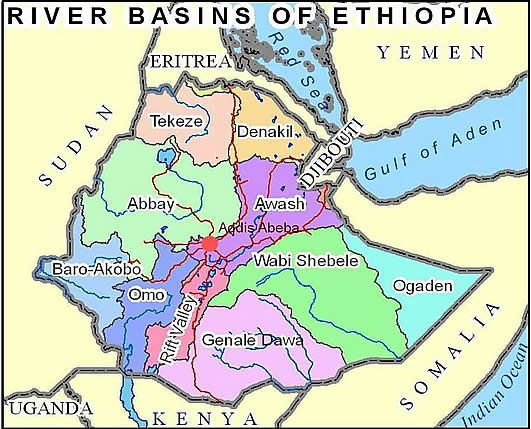 RIVER BASINS OF ETHIOPIA
Red Sea
YEMEN
ERITREA
SUDAN
Tekeze
Denakil
DJIBOUTI
Gulf of Aden
Abbay
Awash
Addis Abeba
Baro-Akobo
Wabi Shebele
Omo
Ogaden
Rift Valley
Genale Dawa
SOMALIA
Indian Ocean
UGANDA
KENYA